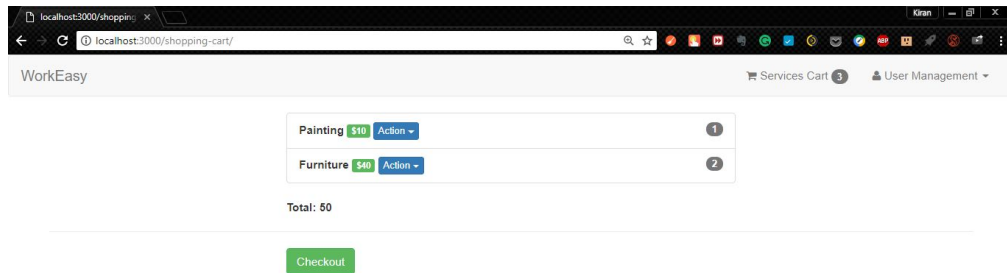 localhost:3000/shopping
Kiran
localhost:3000/shopping-cart/
ABP
WorkEasy
Services Cart 3
User Management
Painting $10 Action 1
Furniture $40 Action 2
Total: 50
Checkout